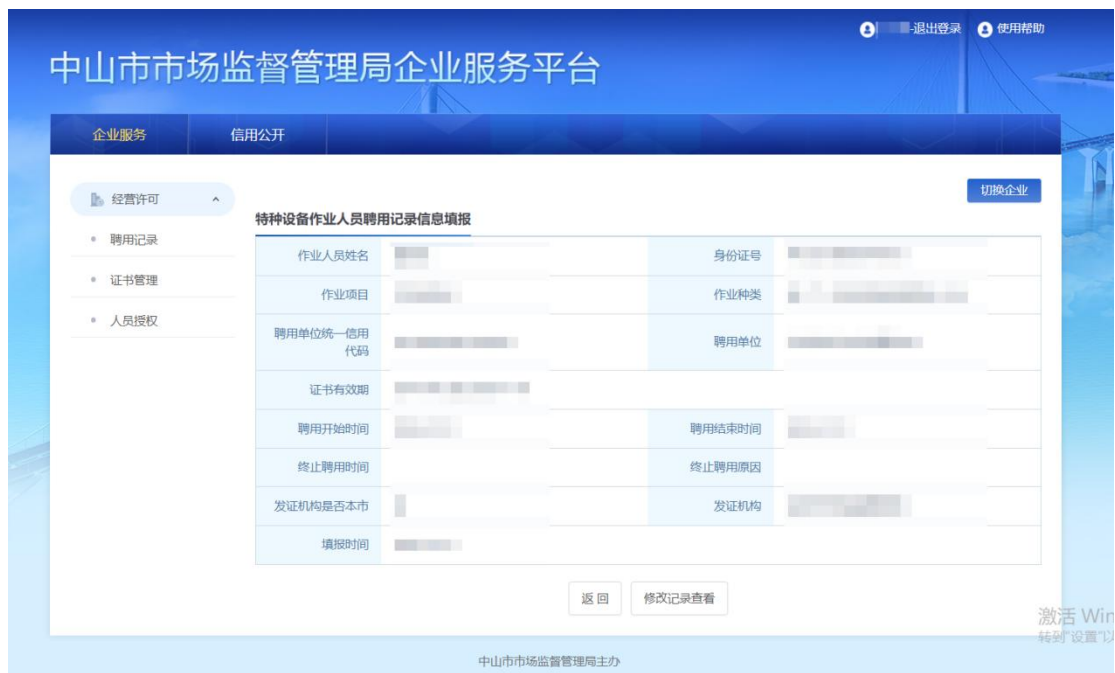 -退出登录 使用帮助
中山市市场监督管理局企业服务平台
企业服务 信用公开
切换企业
经营许可
聘用记录
证书管理
人员授权
特种设备作业人员聘用记录信息填报
作业人员姓名 身份证号
作业项目 作业种类
聘用单位统一信用
代码
聘用单位
证书有效期
聘用开始时间 聘用结束时间
终止聘用时间 终止聘用原因
发证机构是否本市 发证机构
填报时间
返 回 修改记录查看
激活 Win
转到"设置"以
中山市市场监督管理局主办